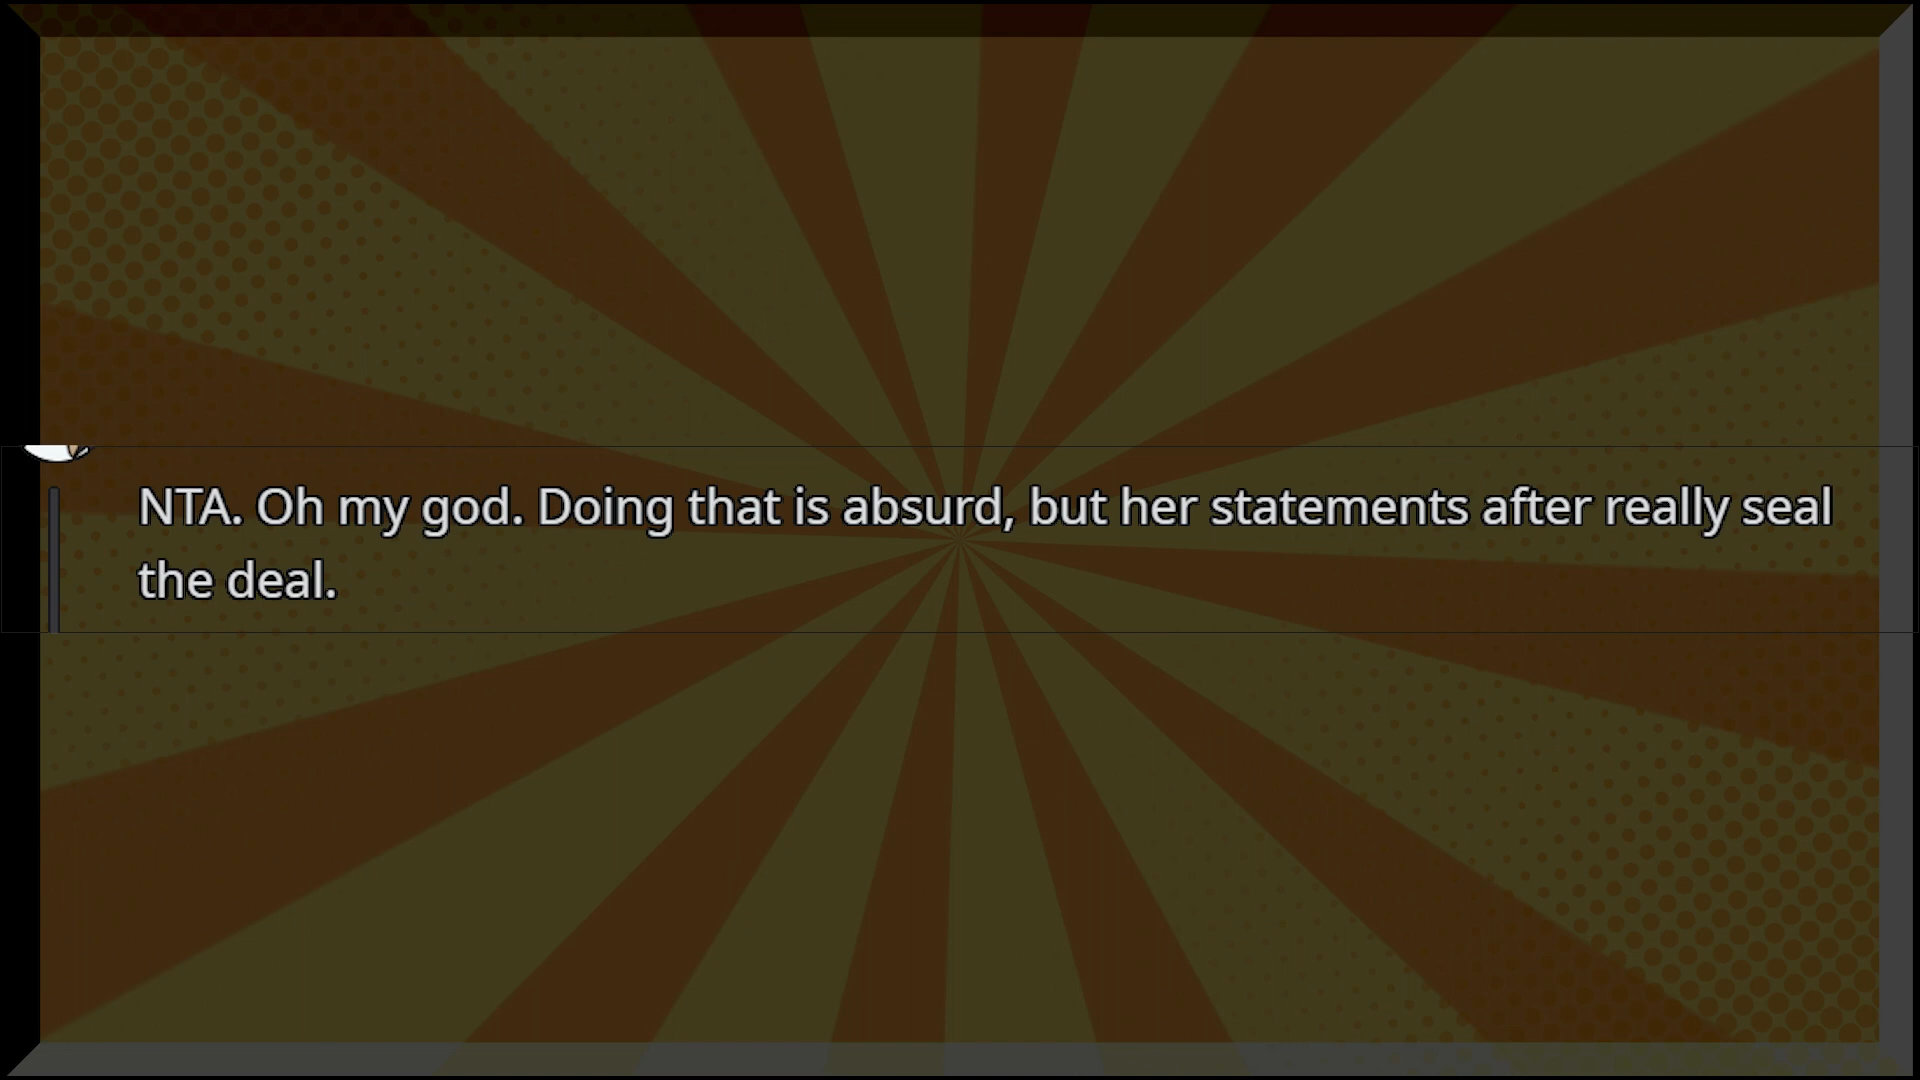 NTA. Oh my god. Doing that is absurd, but her statements after really seal
the deal.